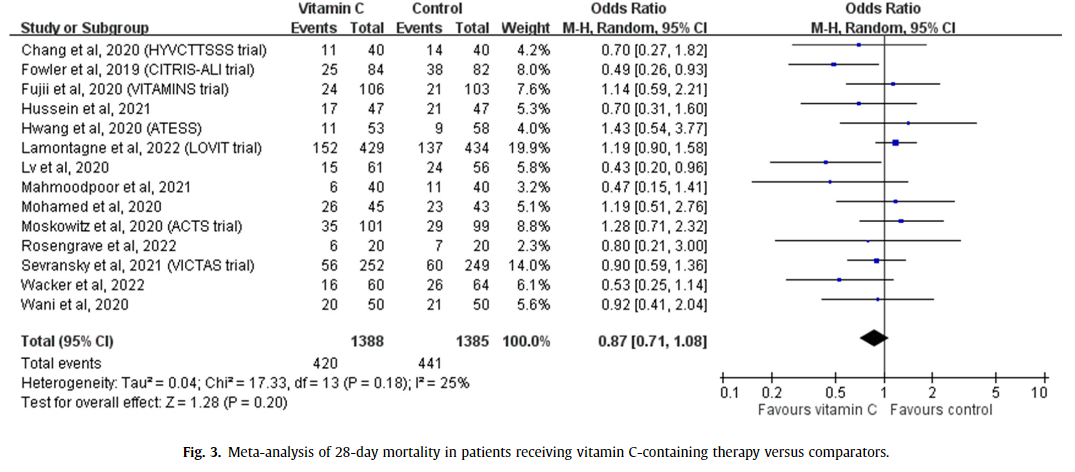 Vitamin C Control Odds Ratio Odds Ratio
Study or Subgroup Events Total Events Total Weight M-H, Random, 95% CI M-H, Random, 95% CI
Chang et al, 2020 (HYVCTTSSS trial) 11 40 14 40 4.2% 0.70 [0.27, 1.82]
Fowler et al, 2019 (CITRIS-ALI trial) 25 84 38 82 8.0% 0.49 [0.26, 0.93]
Fujii et al, 2020 (VITAMINS trial) 24 106 21 103 7.6% 1.14 [0.59, 2.21]
Hussein et al, 2021 17 47 21 47 5.3% 0.70 [0.31, 1.60]
Hwang et al, 2020 (ATESS) 11 53 9 58 4.0% 1.43 [0.54, 3.77]
Lamontagne et al, 2022 (LOVIT trial) 152 429 137 434 19.9% 1.19 [0.90, 1.58]
Lv et al, 2020 15 61 24 56 5.8% 0.43 [0.20, 0.96]
Mahmoodpoor et al, 2021 6 40 11 40 3.2% 0.47 [0.15, 1.41]
Mohamed et al, 2020 26 45 23 43 5.1% 1.19 [0.51, 2.76]
Moskowitz et al, 2020 (ACTS trial) 35 101 29 99 8.8% 1.28 [0.71, 2.32]
Rosengrave et al, 2022 6 20 7 20 2.3% 0.80 [0.21, 3.00]
Sevransky et al, 2021 (VICTAS trial) 56 252 60 249 14.0% 0.90 [0.59, 1.36]
Wacker et al, 2022 16 60 26 64 6.1% 0.53 [0.25, 1.14]
Wani et al, 2020 20 50 21 50 5.6% 0.92 [0.41, 2.04]
Total (95% CI) 1388 1385 100.0% 0.87 [0.71, 1.08]
Total events 420 441
Heterogeneity: Tau² = 0.04; Chi² = 17.33, df = 13 (P = 0.18); I² = 25%
Test for overall effect: Z = 1.28 (P = 0.20)
0.1 0.2 0.5 1 2 5 10
Favours vitamin C Favours control
Fig. 3. Meta-analysis of 28-day mortality in patients receiving vitamin C-containing therapy versus comparators.